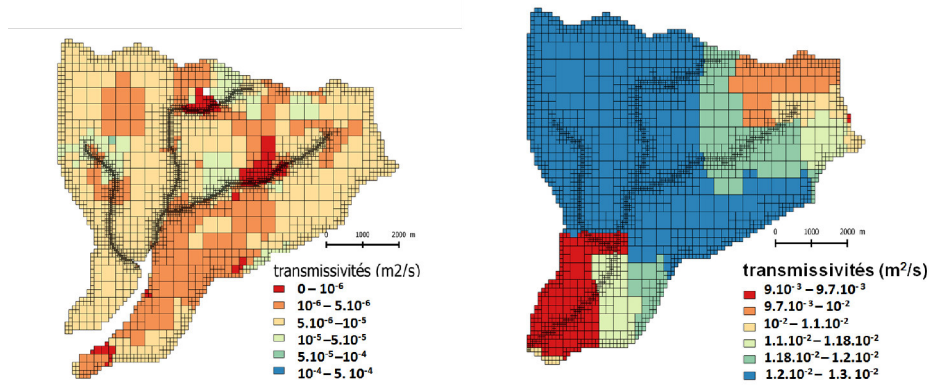 0 1000 2000 m
transmissivités (m2/s)
0 – 10⁻⁶
10⁻⁶ – 5.10⁻⁶
5.10⁻⁶ – 10⁻⁵
10⁻⁵ – 5.10⁻⁵
5.10⁻⁵ – 10⁻⁴
10⁻⁴ – 5. 10⁻⁴
0 1000 2000 m
transmissivités (m²/s)
9.10⁻³ – 9.7.10⁻³
9.7.10⁻³ – 10⁻²
10⁻² – 1.1.10⁻²
1.1.10⁻² – 1.18.10⁻²
1.18.10⁻² – 1.2.10⁻²
1.2.10⁻² – 1.3. 10⁻²